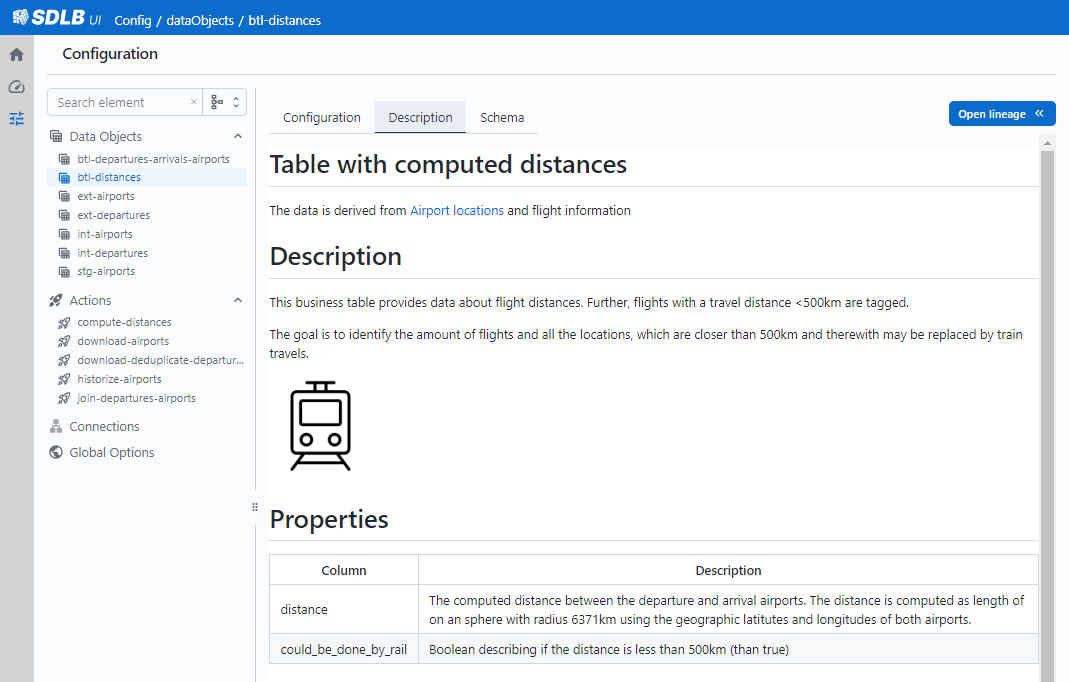 SDLB UI Config / dataObjects / btl-distances
Configuration
Search element
Data Objects
btl-departures-arrivals-airports
btl-distances
ext-airports
ext-departures
int-airports
int-departures
stg-airports
Actions
compute-distances
download-airports
download-deduplicate-departur...
historize-airports
join-departures-airports
Connections
Global Options
Configuration Description Schema
Open lineage
Table with computed distances
The data is derived from Airport locations and flight information
Description
This business table provides data about flight distances. Further, flights with a travel distance <500km are tagged.
The goal is to identify the amount of flights and all the locations, which are closer than 500km and therewith may be replaced by train
travels.
Properties
Column Description
distance
The computed distance between the departure and arrival airports. The distance is computed as length of
on an sphere with radius 6371km using the geographic latitutes and longitudes of both airports.
could_be_done_by_rail Boolean describing if the distance is less than 500km (than true)